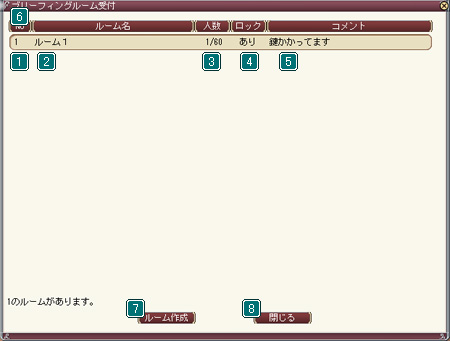 ブリーフィングルーム受付
6
NO ルーム名 人数 ロック コメント
1 ルーム1 1/60 あり 鍵かかってます
1 2 3 4 5
1のルームがあります。
7 8
ルーム作成 閉じる